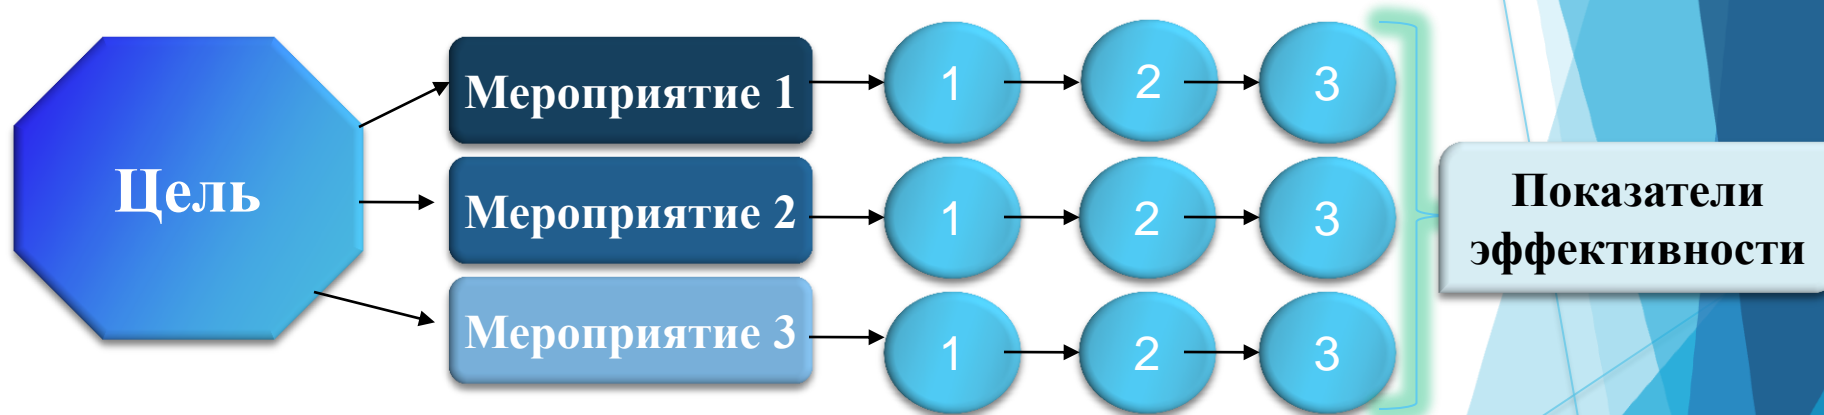 Цель
Мероприятие 1
1
2
3
Мероприятие 2
1
2
3
Мероприятие 3
1
2
3
Показатели
эффективности